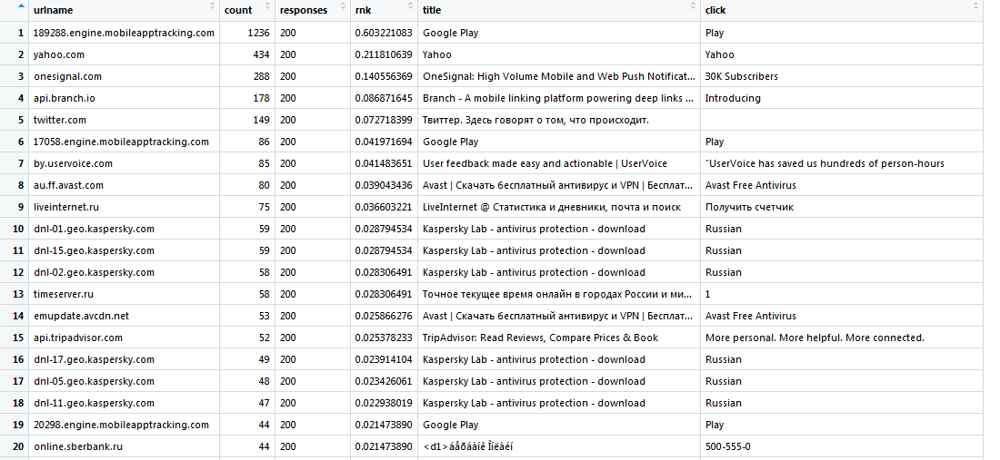 urlname count responses rnk title click
1 189288.engine.mobileapptracking.com 1236 200 0.603221083 Google Play Play
2 yahoo.com 434 200 0.211810639 Yahoo Yahoo
3 onesignal.com 288 200 0.140556369 OneSignal: High Volume Mobile and Web Push Notificat... 30K Subscribers
4 api.branch.io 178 200 0.086871645 Branch - A mobile linking platform powering deep links ... Introducing
5 twitter.com 149 200 0.072718399 Твиттер. Здесь говорят о том, что происходит.
6 17058.engine.mobileapptracking.com 86 200 0.041971694 Google Play Play
7 by.uservoice.com 85 200 0.041483651 User feedback made easy and actionable | UserVoice "UserVoice has saved us hundreds of person-hours
8 au.ff.avast.com 80 200 0.039043436 Avast | Скачать бесплатный антивирус и VPN | Бесплат... Avast Free Antivirus
9 liveinternet.ru 75 200 0.036603221 LiveInternet @ Статистика и дневники, почта и поиск Получить счетчик
10 dnl-01.geo.kaspersky.com 59 200 0.028794534 Kaspersky Lab - antivirus protection - download Russian
11 dnl-15.geo.kaspersky.com 59 200 0.028794534 Kaspersky Lab - antivirus protection - download Russian
12 dnl-02.geo.kaspersky.com 58 200 0.028306491 Kaspersky Lab - antivirus protection - download Russian
13 timeserver.ru 58 200 0.028306491 Точное текущее время онлайн в городах России и ми... 1
14 emupdate.avcdn.net 53 200 0.025866276 Avast | Скачать бесплатный антивирус и VPN | Бесплат... Avast Free Antivirus
15 api.tripadvisor.com 52 200 0.025378233 TripAdvisor: Read Reviews, Compare Prices & Book More personal. More helpful. More connected.
16 dnl-17.geo.kaspersky.com 49 200 0.023914104 Kaspersky Lab - antivirus protection - download Russian
17 dnl-05.geo.kaspersky.com 48 200 0.023426061 Kaspersky Lab - antivirus protection - download Russian
18 dnl-11.geo.kaspersky.com 47 200 0.022938019 Kaspersky Lab - antivirus protection - download Russian
19 20298.engine.mobileapptracking.com 44 200 0.021473890 Google Play Play
20 online.sberbank.ru 44 200 0.021473890 <d1>áåðáàíê Îíëàéí 500-555-0